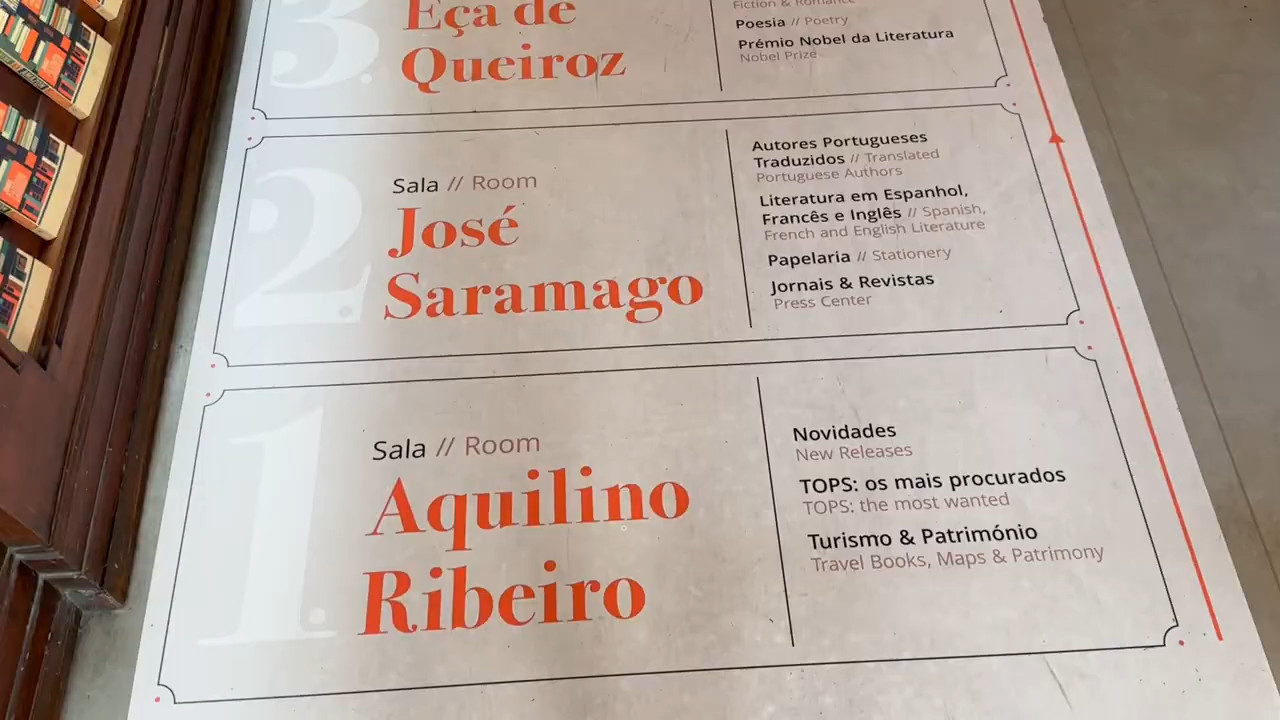 3.
Eça de
Queiroz
Fiction & Romance
Poesia // Poetry
Prémio Nobel da Literatura
Nobel Prize
2.
Sala // Room
José
Saramago
Autores Portugueses
Traduzidos // Translated
Portuguese Authors
Literatura em Espanhol,
Francês e Inglês // Spanish,
French and English Literature
Papelaria // Stationery
Jornais & Revistas
Press Center
1.
Sala // Room
Aquilino
Ribeiro
Novidades
New Releases
TOPS: os mais procurados
TOPS: the most wanted
Turismo & Património
Travel Books, Maps & Patrimony